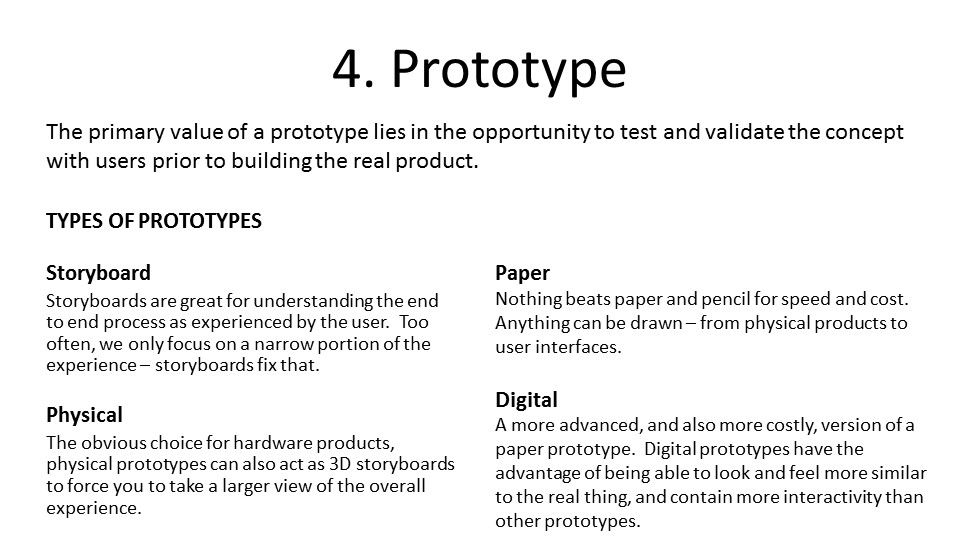 4. Prototype
The primary value of a prototype lies in the opportunity to test and validate the concept
with users prior to building the real product.
TYPES OF PROTOTYPES
Storyboard
Storyboards are great for understanding the end
to end process as experienced by the user.  Too
often, we only focus on a narrow portion of the
experience – storyboards fix that.
Physical
The obvious choice for hardware products,
physical prototypes can also act as 3D storyboards
to force you to take a larger view of the overall
experience.
Paper
Nothing beats paper and pencil for speed and cost.
Anything can be drawn – from physical products to
user interfaces.
Digital
A more advanced, and also more costly, version of a
paper prototype.  Digital prototypes have the
advantage of being able to look and feel more similar
to the real thing, and contain more interactivity than
other prototypes.